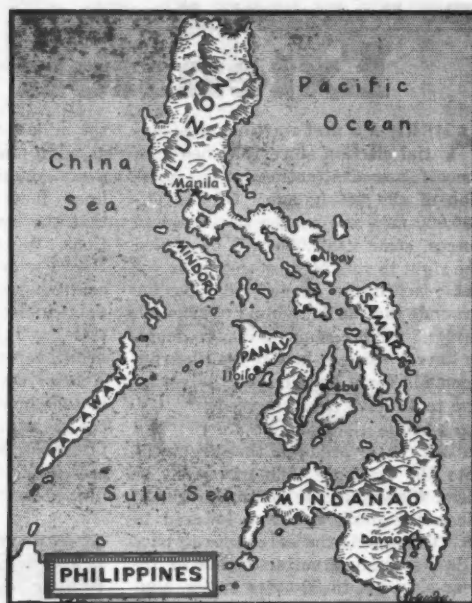 Pacific
Ocean
LUZON
China
Sea
Manila
Albay
MINDORO
SAMAR
PANAY
Iloilo
Cebu
PALAWAN
Sulu Sea
MINDANAO
Davao
PHILIPPINES